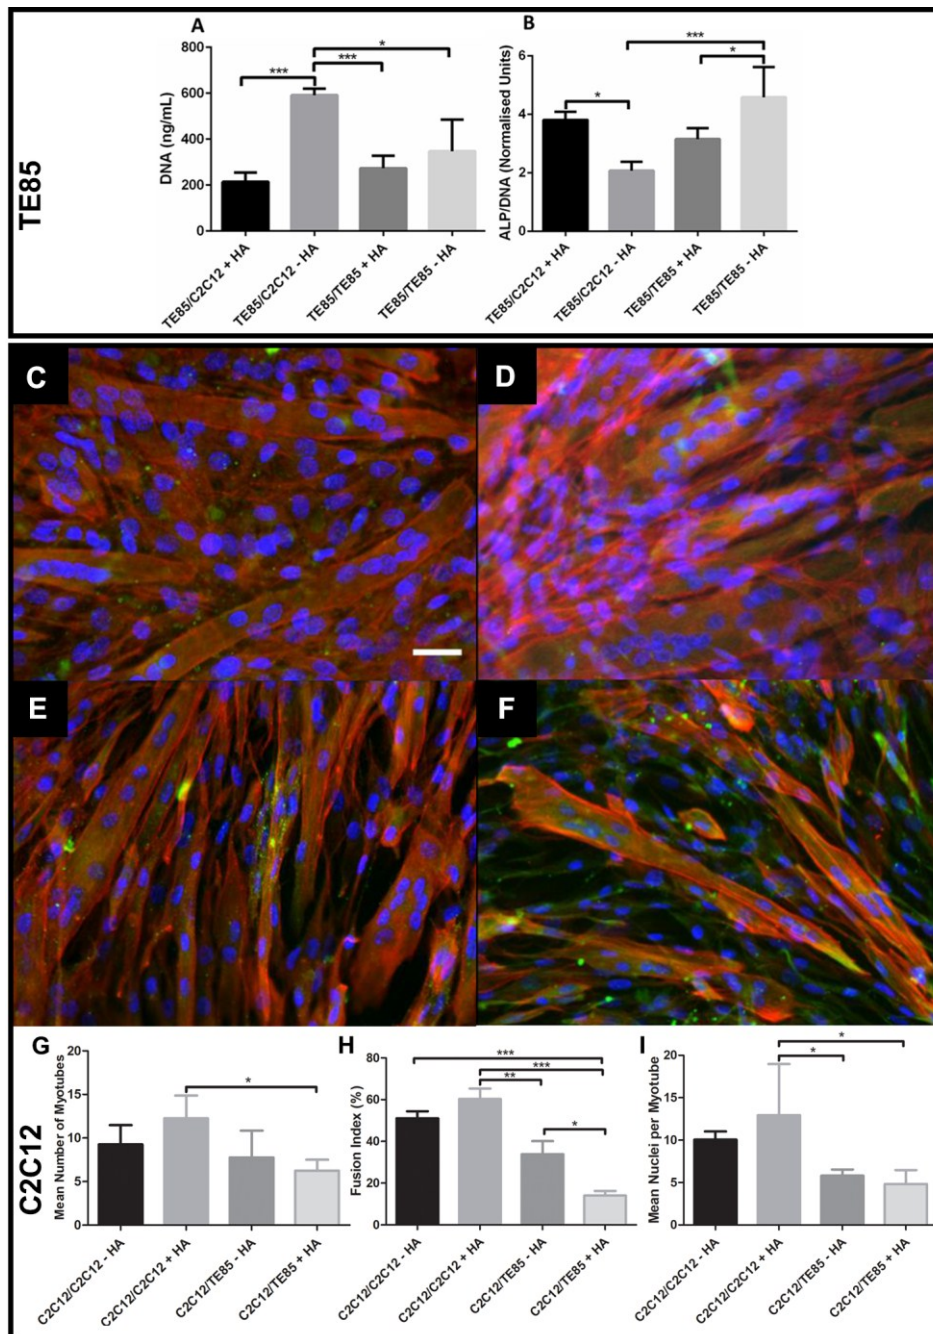 A
B
800
600
400
200
0
DNA (ng/mL)
***
***
*
TE85/C2C12 + HA
TE85/C2C12 - HA
TE85/TE85 + HA
TE85/TE85 - HA
6
4
2
0
ALP/DNA (Normalised Units)
*
***
*
TE85/C2C12 + HA
TE85/C2C12 - HA
TE85/TE85 + HA
TE85/TE85 - HA
TE85
C
D
E
F
G
20
15
10
5
0
Mean Number of Myotubes
*
C2C12/C2C12 - HA
C2C12/C2C12 + HA
C2C12/TE85 - HA
C2C12/TE85 + HA
H
80
60
40
20
0
Fusion Index (%)
***
***
**
*
C2C12/C2C12 - HA
C2C12/C2C12 + HA
C2C12/TE85 - HA
C2C12/TE85 + HA
I
20
15
10
5
0
Mean Nuclei per Myotube
*
*
C2C12/C2C12 - HA
C2C12/C2C12 + HA
C2C12/TE85 - HA
C2C12/TE85 + HA
C2C12